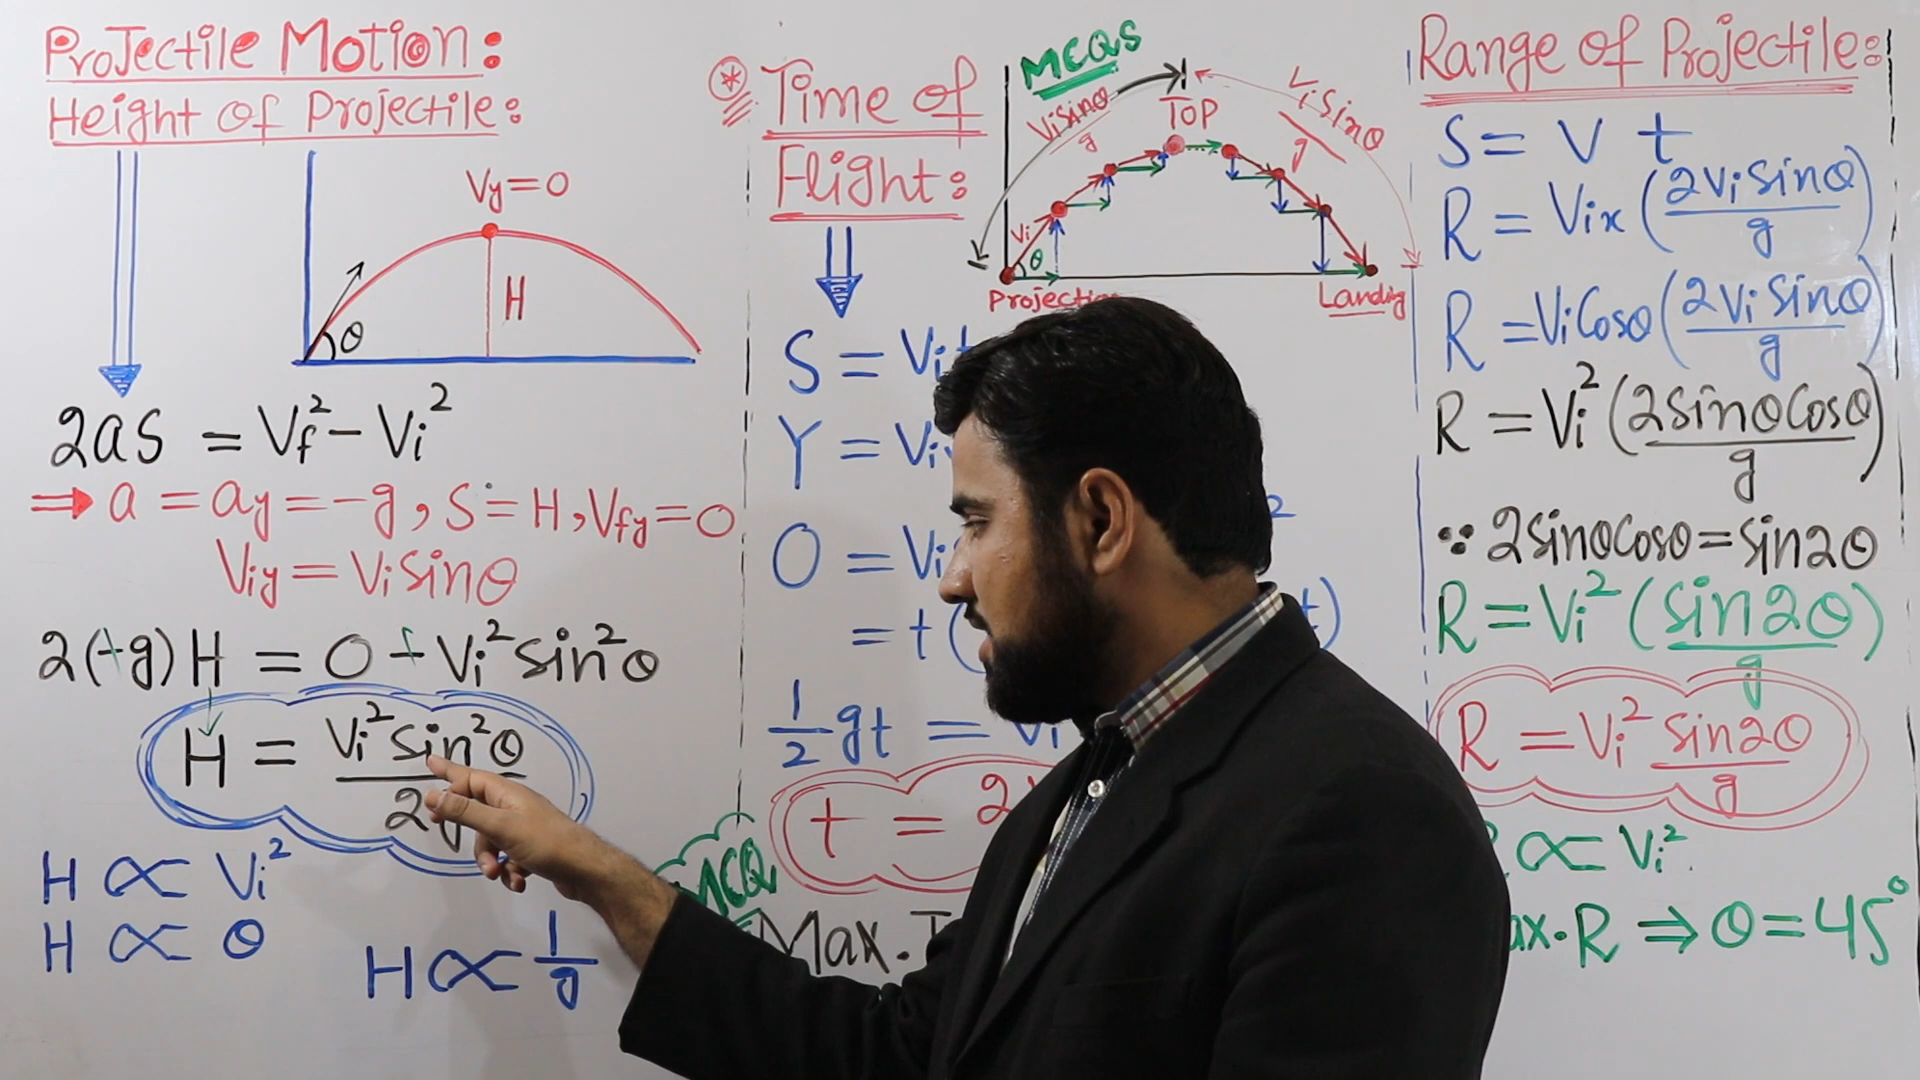 ProJectile Motion:
Height of Projectile:
Vy=0
H
θ
2aS = Vf² - Vi²
⇒ a = ay = -g, S = H, Vfy = 0
Viy = Vi sinθ
2(+g)H = 0 + Vi² sin²θ
H = Vi² sin²θ / 2g
H ∝ Vi²
H ∝ θ
H ∝ 1/g
⊛ Time of
Flight:
MCQS
Vi Sinθ / g
TOP
Vi Sinθ / g
Vi
θ
Landing
S = Vi
Y = Vi
0 = Vi
= t(
1/2 gt = Vi
t = 2
MCQ
Max.
Range of Projectile:
S = V t
R = Vix (2Vi Sinθ / g)
R = Vi Cosθ (2Vi Sinθ / g)
R = Vi² (2Sinθ Cosθ / g)
∵ 2SinθCosθ = Sin2θ
R = Vi² (Sin2θ / g)
R = Vi² Sin2θ / g
∝ Vi²
ax. R ⇒ θ = 45°